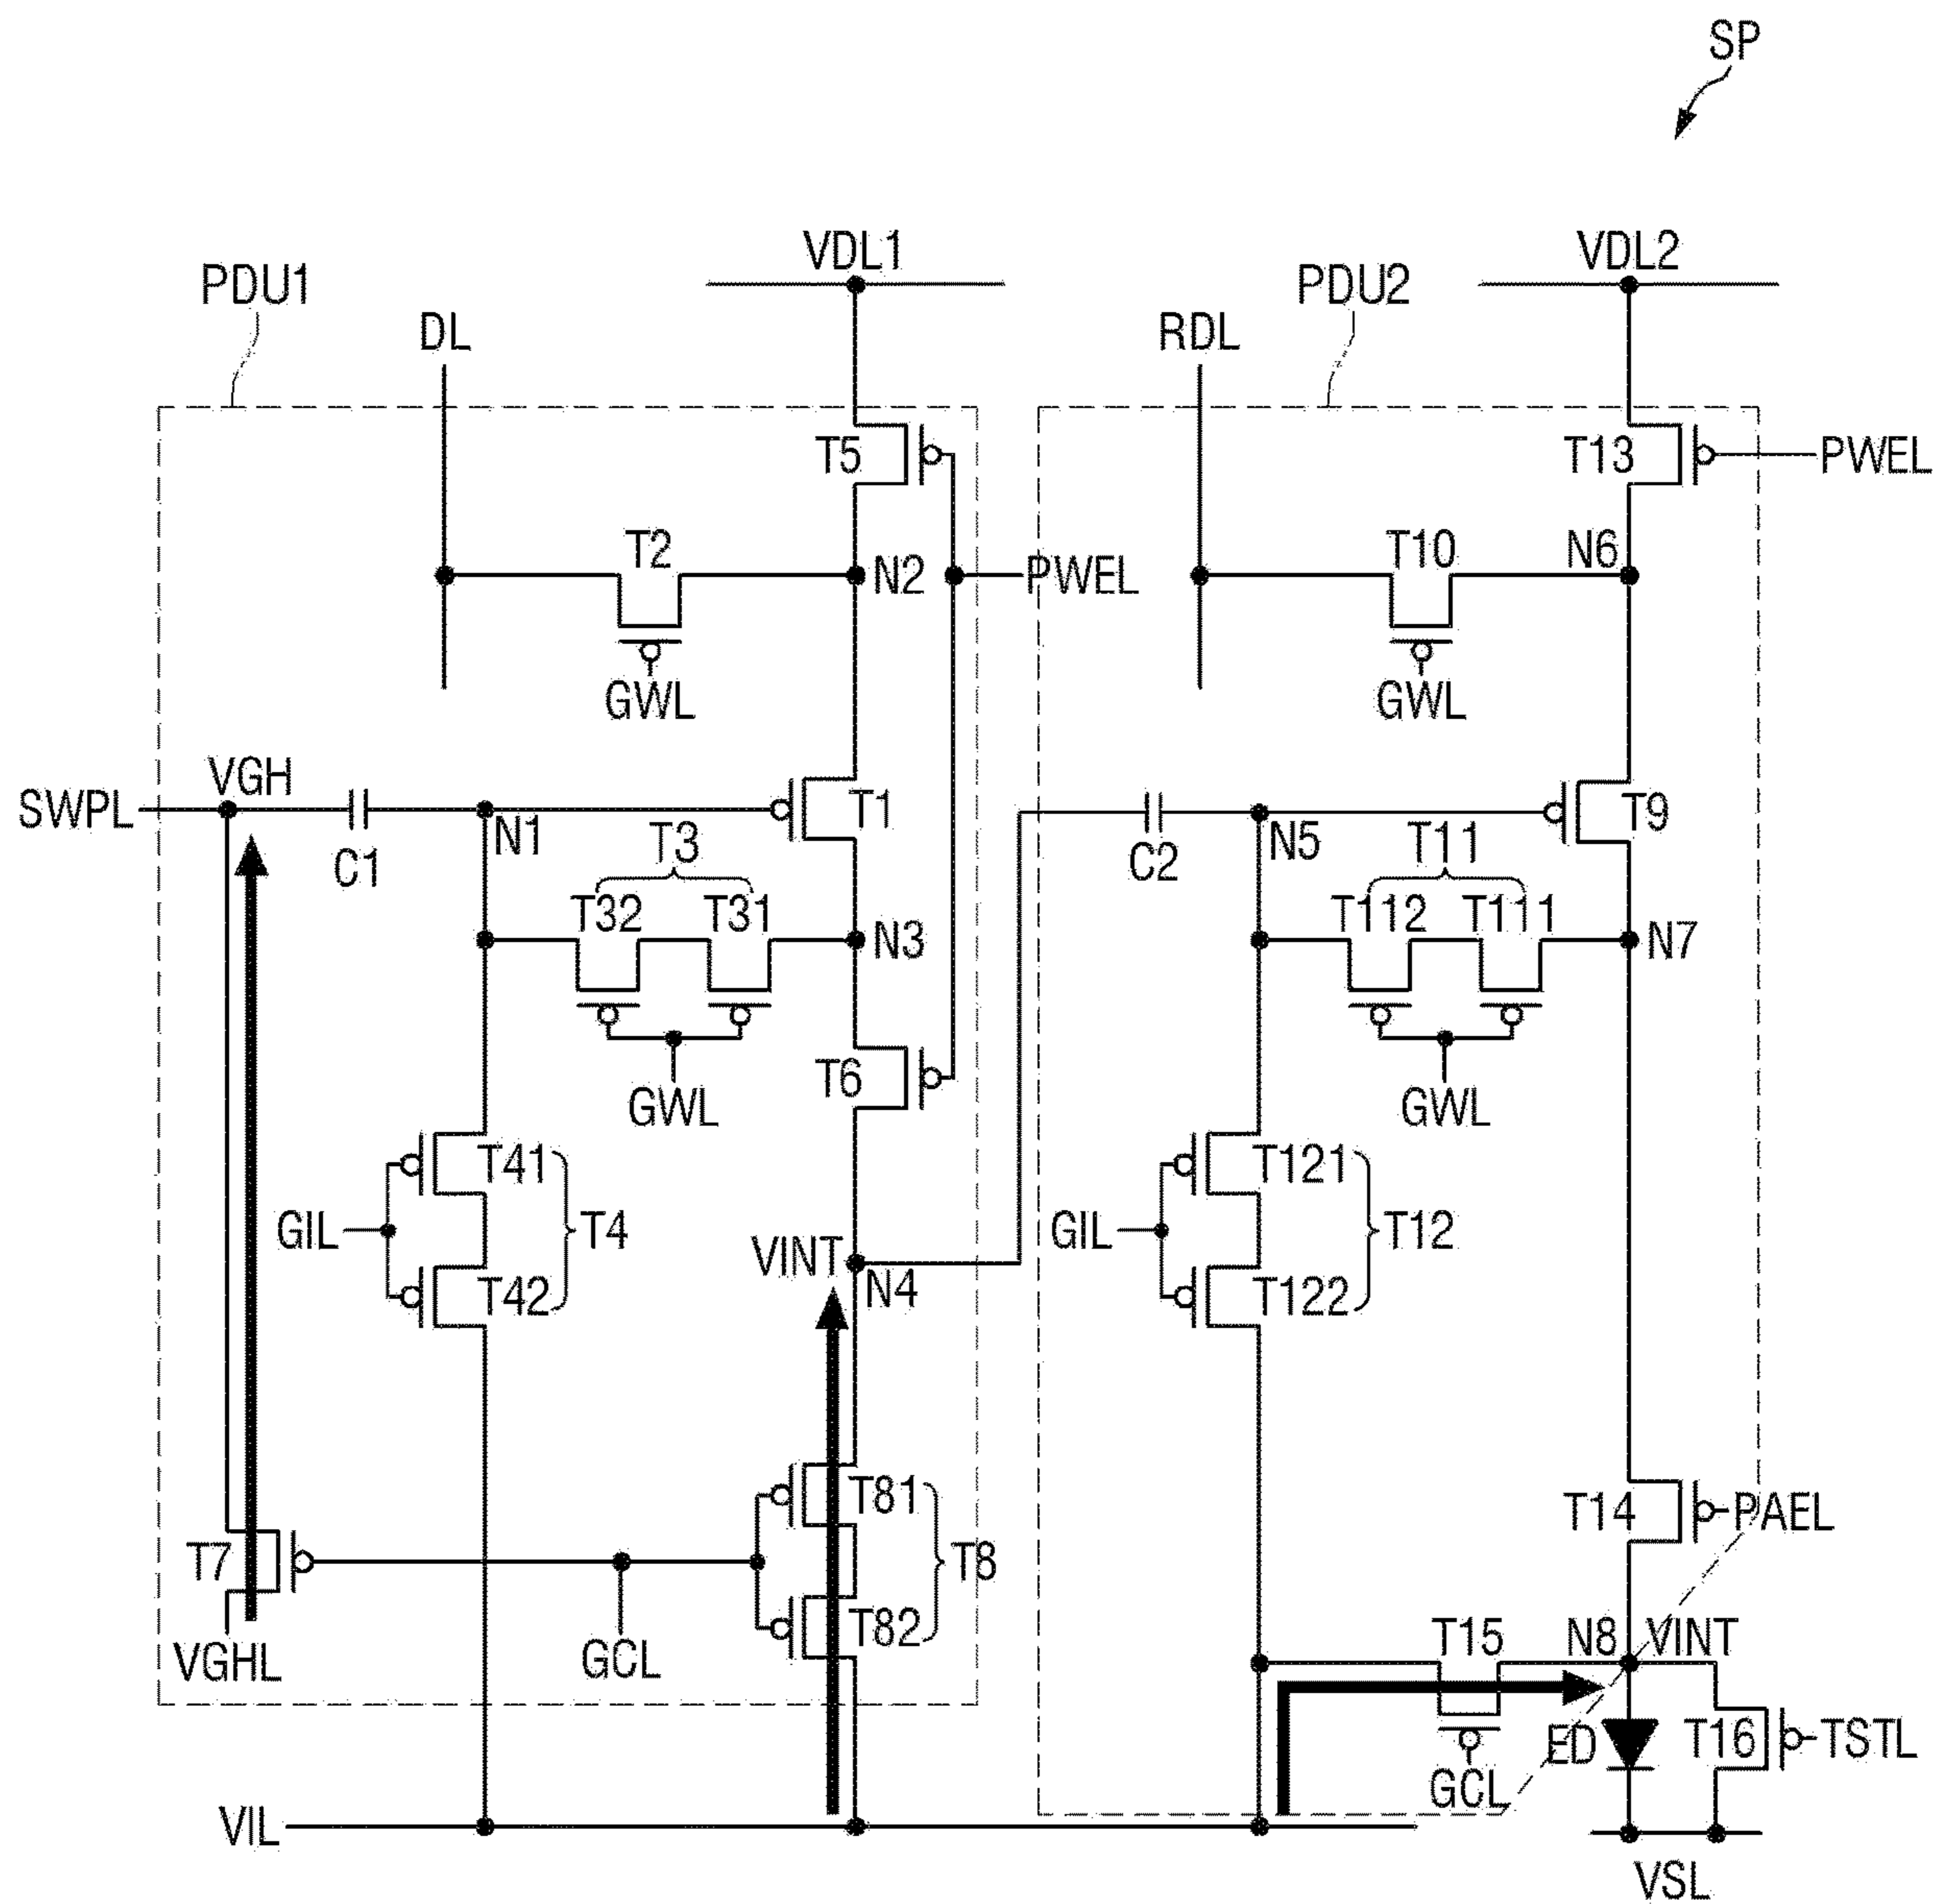 SP
VDL1
VDL2
PDU1
PDU2
DL
RDL
T5
T13
PWEL
T2
N2
PWEL
T10
N6
GWL
GWL
VGH
SWPL
C1
N1
T1
T3
T32
T31
N3
C2
N5
T9
T11
T112
T111
N7
GWL
T6
GWL
T41
T4
GIL
T42
VINT
N4
T121
GIL
T12
T122
T81
T8
T82
T7
VGHL
GCL
T14
PAEL
T15
N8
VINT
GCL
ED
T16
TSTL
VIL
VSL